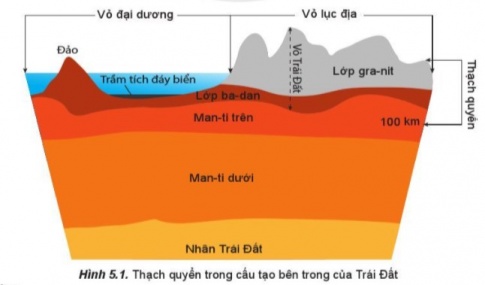 Vỏ đại dương
Vỏ lục địa
Đảo
Trầm tích đáy biển
Vỏ Trái Đất
Lớp gra-nit
Thạch quyển
Lớp ba-dan
Man-ti trên
100 km
Man-ti dưới
Nhân Trái Đất
Hình 5.1. Thạch quyển trong cấu tạo bên trong của Trái Đất